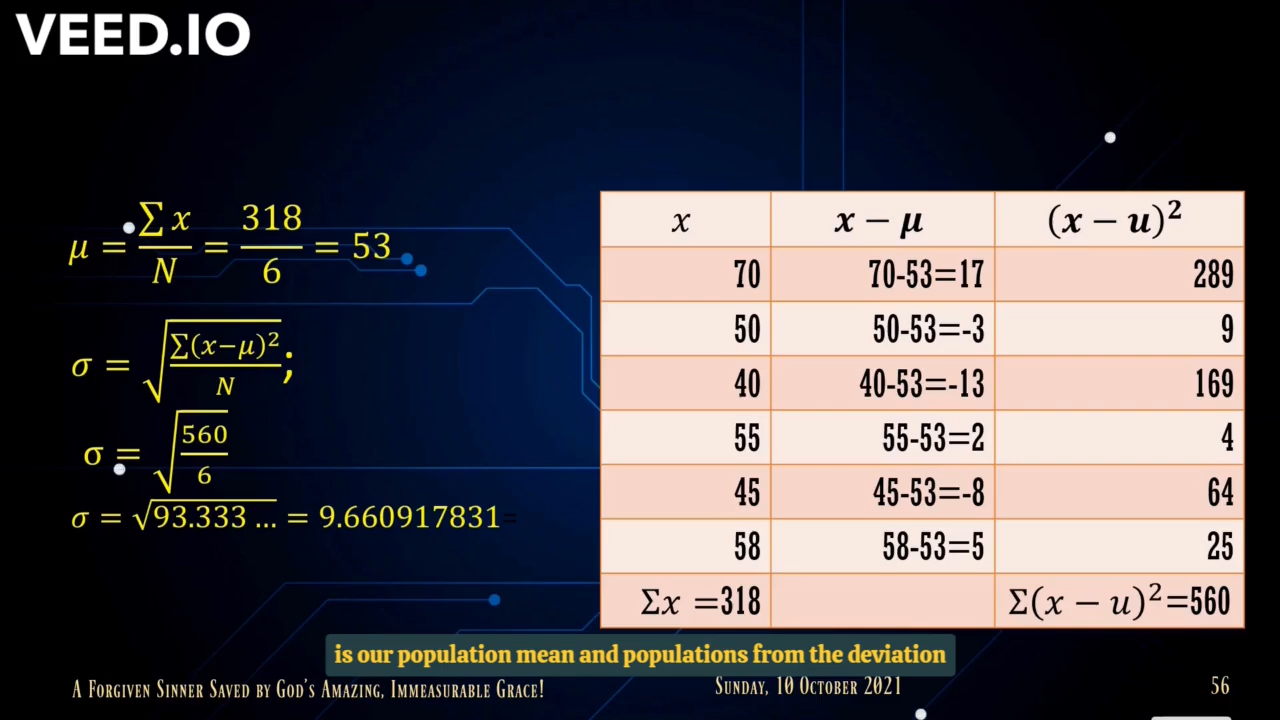 VEED.IO
μ = ∑ x / N = 318 / 6 = 53
σ = √(∑(x−μ)² / N);
σ = √(560 / 6)
σ = √93.333 ... = 9.660917831=
x x − μ (x − u)²
70 70-53=17 289
50 50-53=-3 9
40 40-53=-13 169
55 55-53=2 4
45 45-53=-8 64
58 58-53=5 25
Σx =318 Σ(x − u)²=560
is our population mean and populations from the deviation
A Forgiven Sinner Saved by God's Amazing, Immeasurable Grace! Sunday, 10 October 2021 56